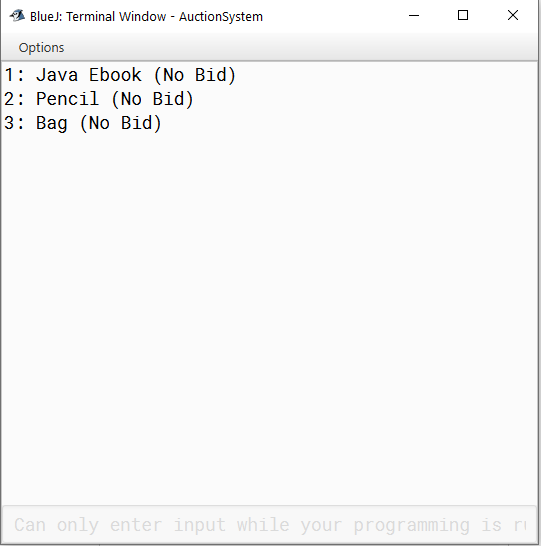 BlueJ: Terminal Window - AuctionSystem
Options
1: Java Ebook (No Bid)
2: Pencil (No Bid)
3: Bag (No Bid)
Can only enter input while your programming is